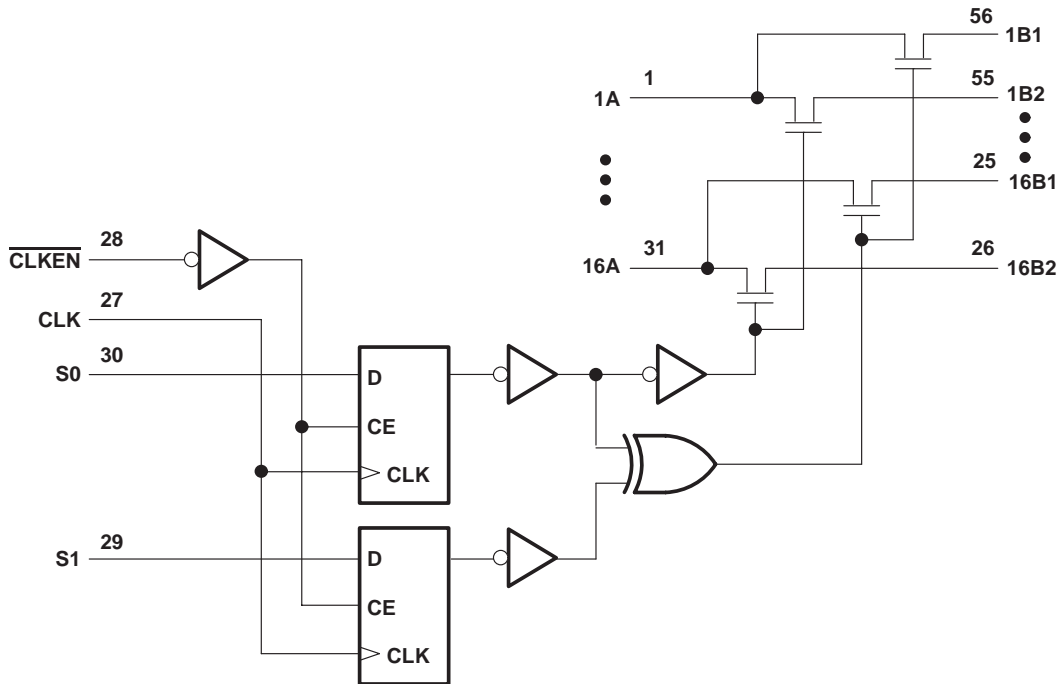 56
1B1
1
55
1A
1B2
25
16B1
28
CLKEN
31
26
16A
16B2
27
CLK
30
S0
D
CE
CLK
29
S1
D
CE
CLK